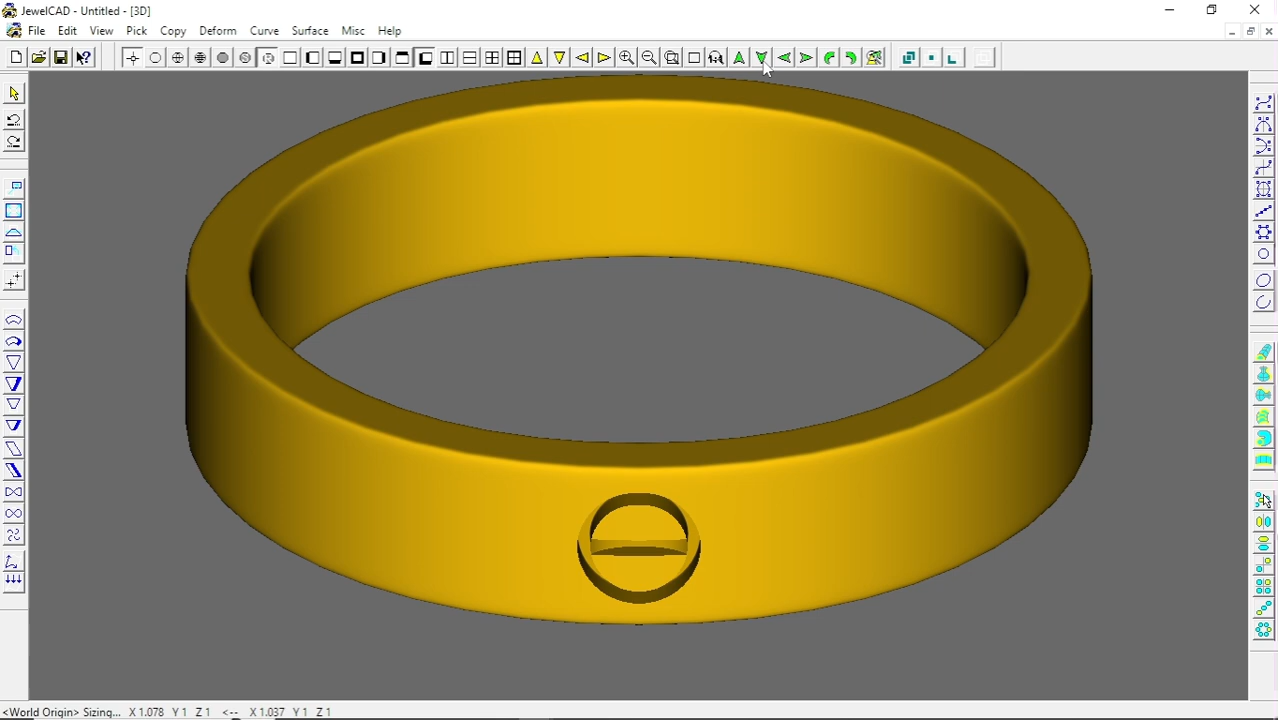 JewelCAD - Untitled - [3D]
File Edit View Pick Copy Deform Curve Surface Misc Help
<World Origin> Sizing... X 1.078 Y 1 Z 1 <-- X 1.037 Y 1 Z 1